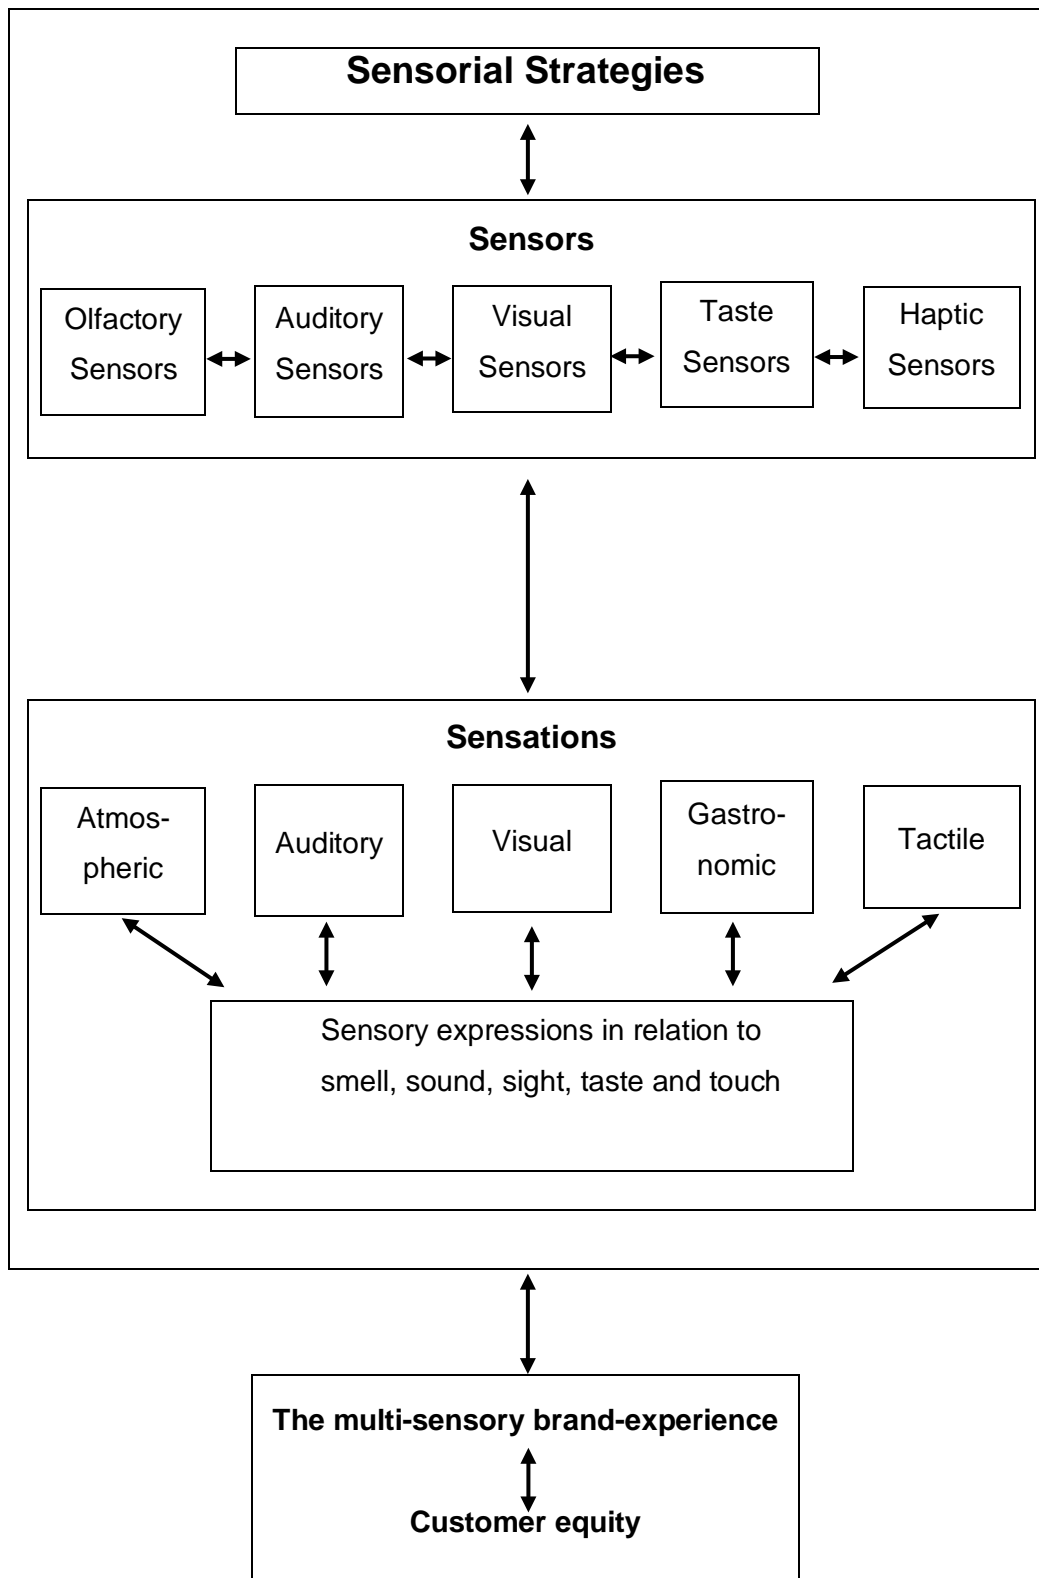 Sensorial Strategies
Sensors
Olfactory
Sensors
Auditory
Sensors
Visual
Sensors
Taste
Sensors
Haptic
Sensors
Sensations
Atmos-
pheric
Auditory
Visual
Gastro-
nomic
Tactile
Sensory expressions in relation to
smell, sound, sight, taste and touch
The multi-sensory brand-experience
Customer equity